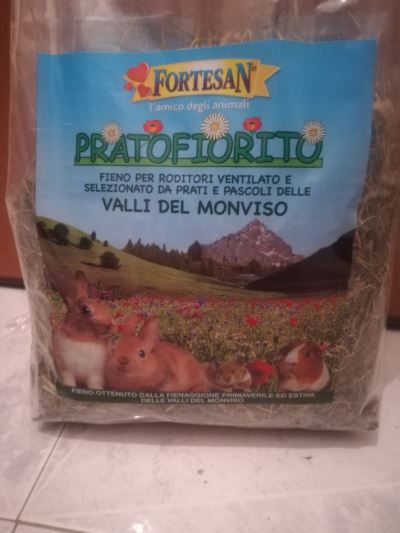 FORTESAN®
l'amico degli animali
PRATOFIORITO
FIENO PER RODITORI VENTILATO E
SELEZIONATO DA PRATI E PASCOLI DELLE
VALLI DEL MONVISO
FIENO OTTENUTO DALLA FIENAGGIONE PRIMAVERILE ED ESTIVA
DELLE VALLI DEL MONVISO